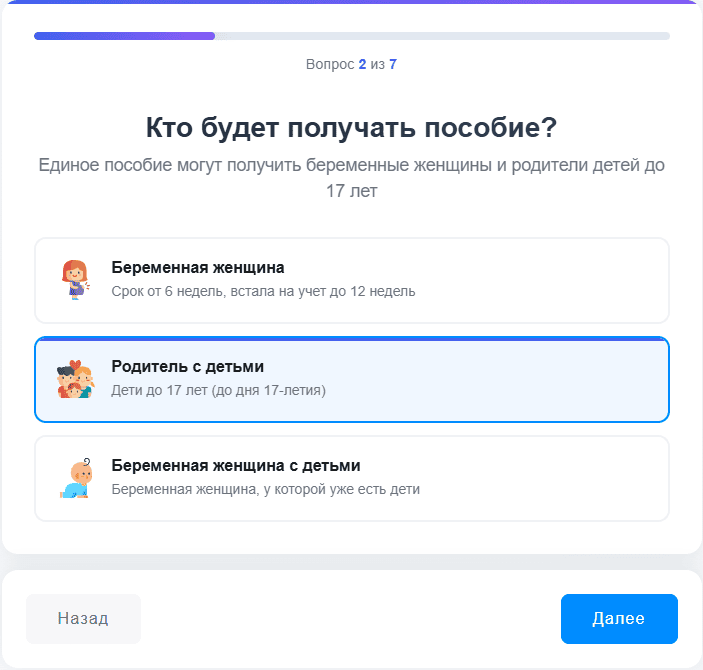 Вопрос 2 из 7
Кто будет получать пособие?
Единое пособие могут получить беременные женщины и родители детей до
17 лет
Беременная женщина
Срок от 6 недель, встала на учет до 12 недель
Родитель с детьми
Дети до 17 лет (до дня 17-летия)
Беременная женщина с детьми
Беременная женщина, у которой уже есть дети
Назад
Далее